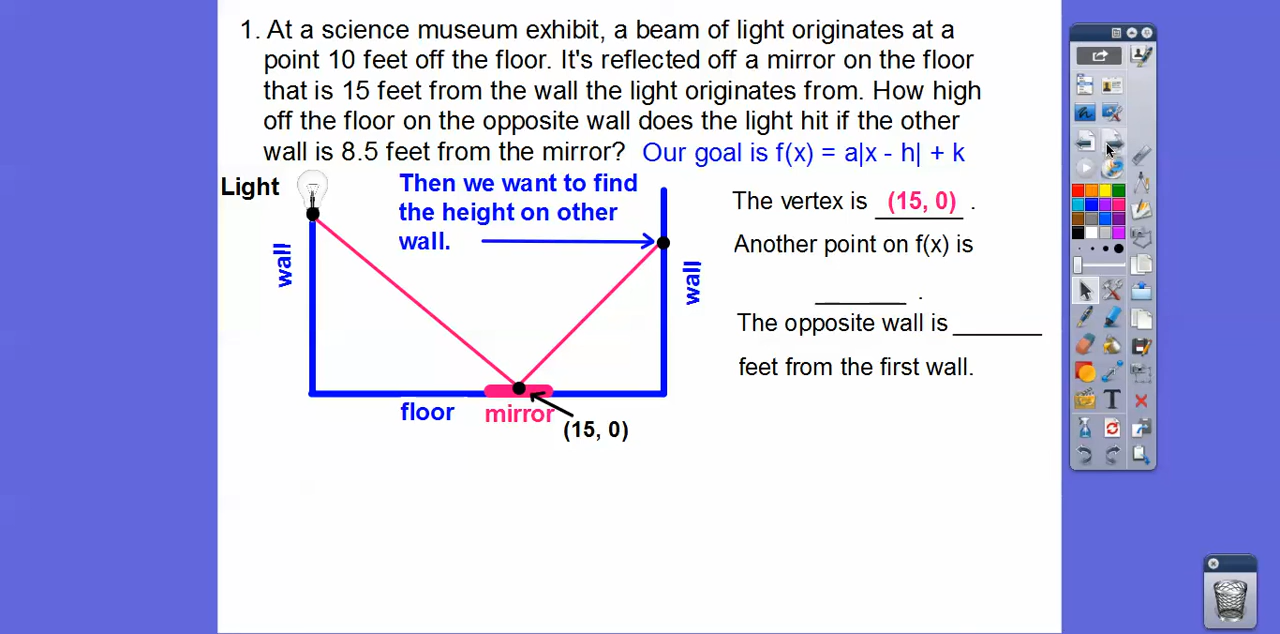 1. At a science museum exhibit, a beam of light originates at a
point 10 feet off the floor. It's reflected off a mirror on the floor
that is 15 feet from the wall the light originates from. How high
off the floor on the opposite wall does the light hit if the other
wall is 8.5 feet from the mirror? Our goal is f(x) = a|x - h| + k
Light
Then we want to find
the height on other
wall.
The vertex is (15, 0) .
Another point on f(x) is
_______ .
The opposite wall is _______
feet from the first wall.
wall
wall
floor
mirror
(15, 0)
T